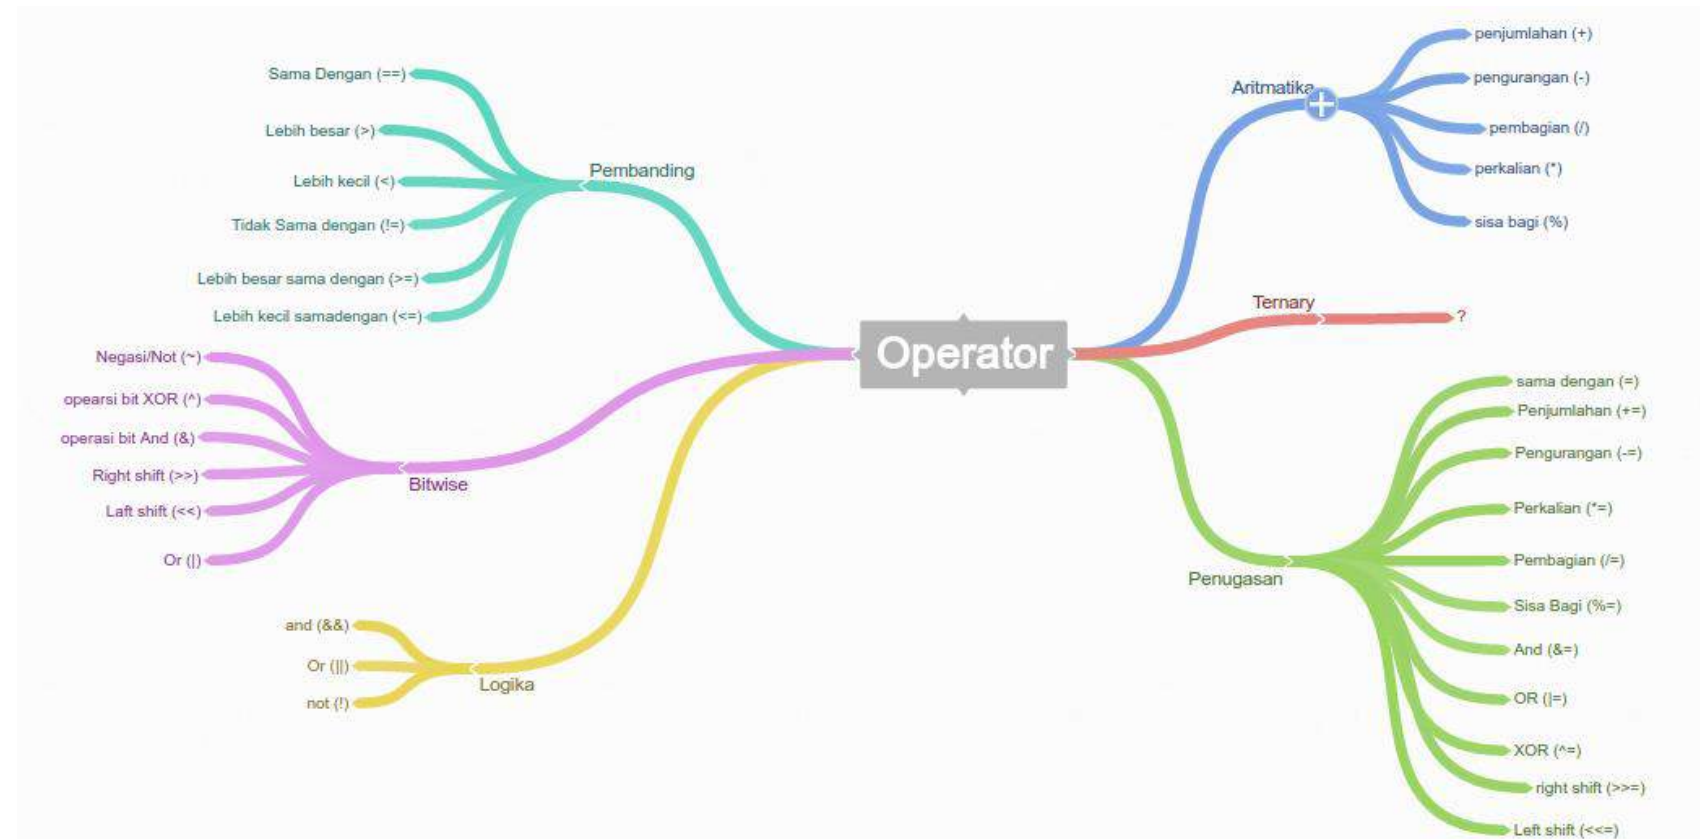 Operator
Pembanding
Sama Dengan (==)
Lebih besar (>)
Lebih kecil (<)
Tidak Sama dengan (!=)
Lebih besar sama dengan (>=)
Lebih kecil samadengan (<=)
Bitwise
Negasi/Not (~)
opearsi bit XOR (^)
operasi bit And (&)
Right shift (>>)
Laft shift (<<)
Or (|)
Logika
and (&&)
Or (||)
not (!)
Aritmatika
penjumlahan (+)
pengurangan (-)
pembagian (/)
perkalian (*)
sisa bagi (%)
Ternary
?
Penugasan
sama dengan (=)
Penjumlahan (+=)
Pengurangan (-=)
Perkalian (*=)
Pembagian (/=)
Sisa Bagi (%=)
And (&=)
OR (|=)
XOR (^=)
right shift (>>=)
Left shift (<<=)